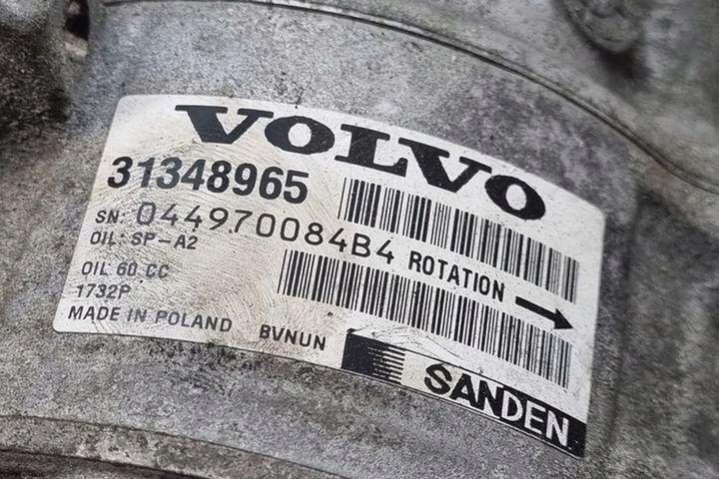 VOLVO
31348965
SN: 044970084B4
OIL: SP-A2
ROTATION
OIL 60 CC
1732P
MADE IN POLAND BVNUN
SANDEN